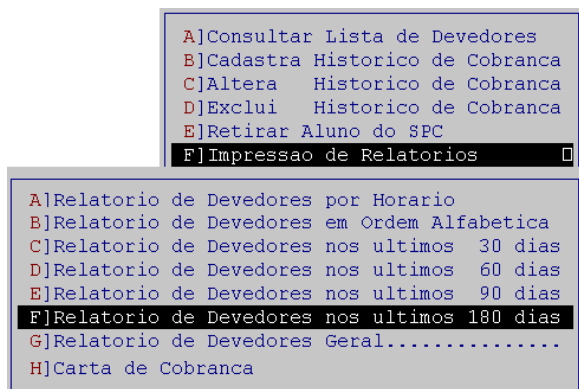 A]Consultar Lista de Devedores
B]Cadastra Historico de Cobranca
C]Altera   Historico de Cobranca
D]Exclui   Historico de Cobranca
E]Retirar Aluno do SPC
F]Impressao de Relatorios
A]Relatorio de Devedores por Horario
B]Relatorio de Devedores em Ordem Alfabetica
C]Relatorio de Devedores nos ultimos  30 dias
D]Relatorio de Devedores nos ultimos  60 dias
E]Relatorio de Devedores nos ultimos  90 dias
F]Relatorio de Devedores nos ultimos 180 dias
G]Relatorio de Devedores Geral...............
H]Carta de Cobranca